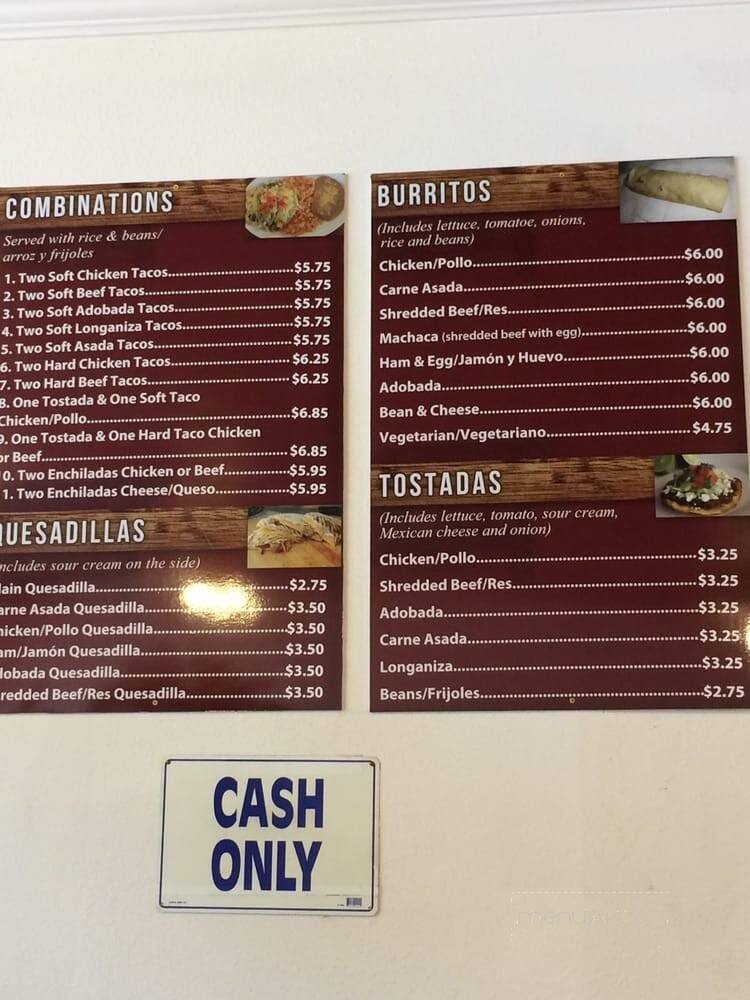 COMBINATIONS
Served with rice & beans/
arroz y frijoles
1. Two Soft Chicken Tacos.....$5.75
2. Two Soft Beef Tacos.....$5.75
3. Two Soft Adobada Tacos.....$5.75
4. Two Soft Longaniza Tacos.....$5.75
5. Two Soft Asada Tacos.....$5.75
6. Two Hard Chicken Tacos.....$6.25
7. Two Hard Beef Tacos.....$6.25
8. One Tostada & One Soft Taco
Chicken/Pollo.....$6.85
9. One Tostada & One Hard Taco Chicken
or Beef.....$6.85
0. Two Enchiladas Chicken or Beef.....$5.95
1. Two Enchiladas Cheese/Queso.....$5.95
QUESADILLAS
ncludes sour cream on the side)
lain Quesadilla.....$2.75
arne Asada Quesadilla.....$3.50
hicken/Pollo Quesadilla.....$3.50
am/Jamón Quesadilla.....$3.50
dobada Quesadilla.....$3.50
redded Beef/Res Quesadilla.....$3.50
BURRITOS
(Includes lettuce, tomatoe, onions,
rice and beans)
Chicken/Pollo.....$6.00
Carne Asada.....$6.00
Shredded Beef/Res.....$6.00
Machaca (shredded beef with egg).....$6.00
Ham & Egg/Jamón y Huevo.....$6.00
Adobada.....$6.00
Bean & Cheese.....$6.00
Vegetarian/Vegetariano.....$4.75
TOSTADAS
(Includes lettuce, tomato, sour cream,
Mexican cheese and onion)
Chicken/Pollo.....$3.25
Shredded Beef/Res.....$3.25
Adobada.....$3.25
Carne Asada.....$3.25
Longaniza.....$3.25
Beans/Frijoles.....$2.75
CASH
ONLY